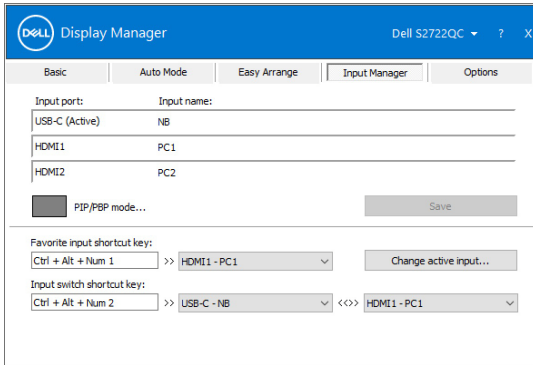 DELL Display Manager Dell S2722QC ? X
Basic Auto Mode Easy Arrange Input Manager Options
Input port: Input name:
USB-C (Active) NB
HDMI1 PC1
HDMI2 PC2
PIP/PBP mode... Save
Favorite input shortcut key:
Ctrl + Alt + Num 1 >> HDMI1 - PC1 Change active input...
Input switch shortcut key:
Ctrl + Alt + Num 2 >> USB-C - NB <<>> HDMI1 - PC1